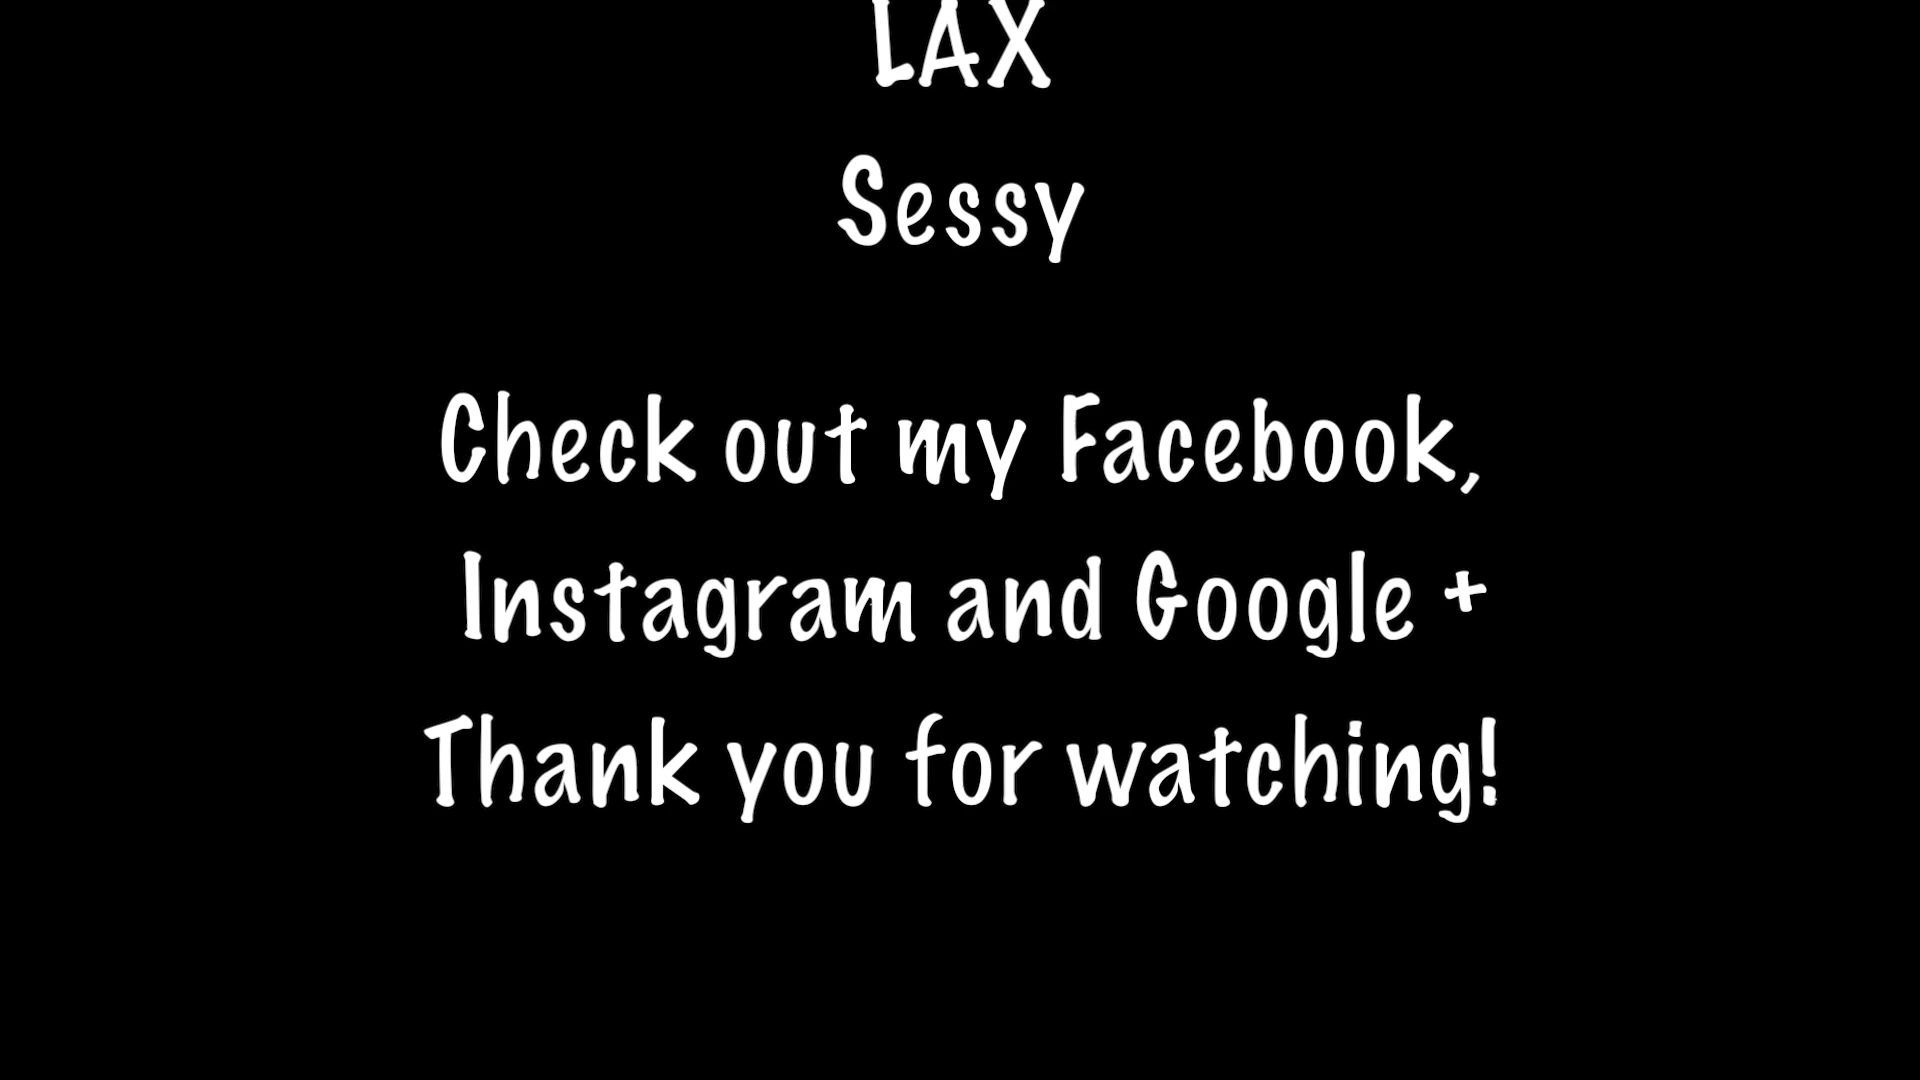 LAX
Sessy
Check out my Facebook,
Instagram and Google +
Thank you for watching!